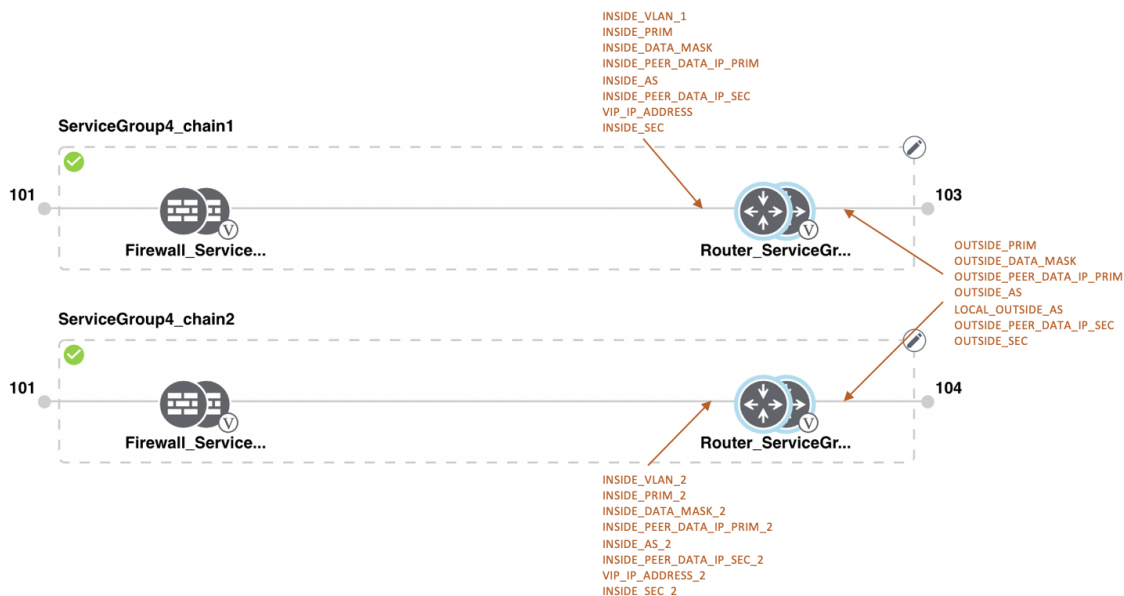 INSIDE_VLAN_1
INSIDE_PRIM
INSIDE_DATA_MASK
INSIDE_PEER_DATA_IP_PRIM
INSIDE_AS
INSIDE_PEER_DATA_IP_SEC
VIP_IP_ADDRESS
INSIDE_SEC
ServiceGroup4_chain1
101
103
V
V
Firewall_Service...
Router_ServiceGr...
OUTSIDE_PRIM
OUTSIDE_DATA_MASK
OUTSIDE_PEER_DATA_IP_PRIM
OUTSIDE_AS
LOCAL_OUTSIDE_AS
OUTSIDE_PEER_DATA_IP_SEC
OUTSIDE_SEC
ServiceGroup4_chain2
101
104
V
V
Firewall_Service...
Router_ServiceGr...
INSIDE_VLAN_2
INSIDE_PRIM_2
INSIDE_DATA_MASK_2
INSIDE_PEER_DATA_IP_PRIM_2
INSIDE_AS_2
INSIDE_PEER_DATA_IP_SEC_2
VIP_IP_ADDRESS_2
INSIDE_SEC_2